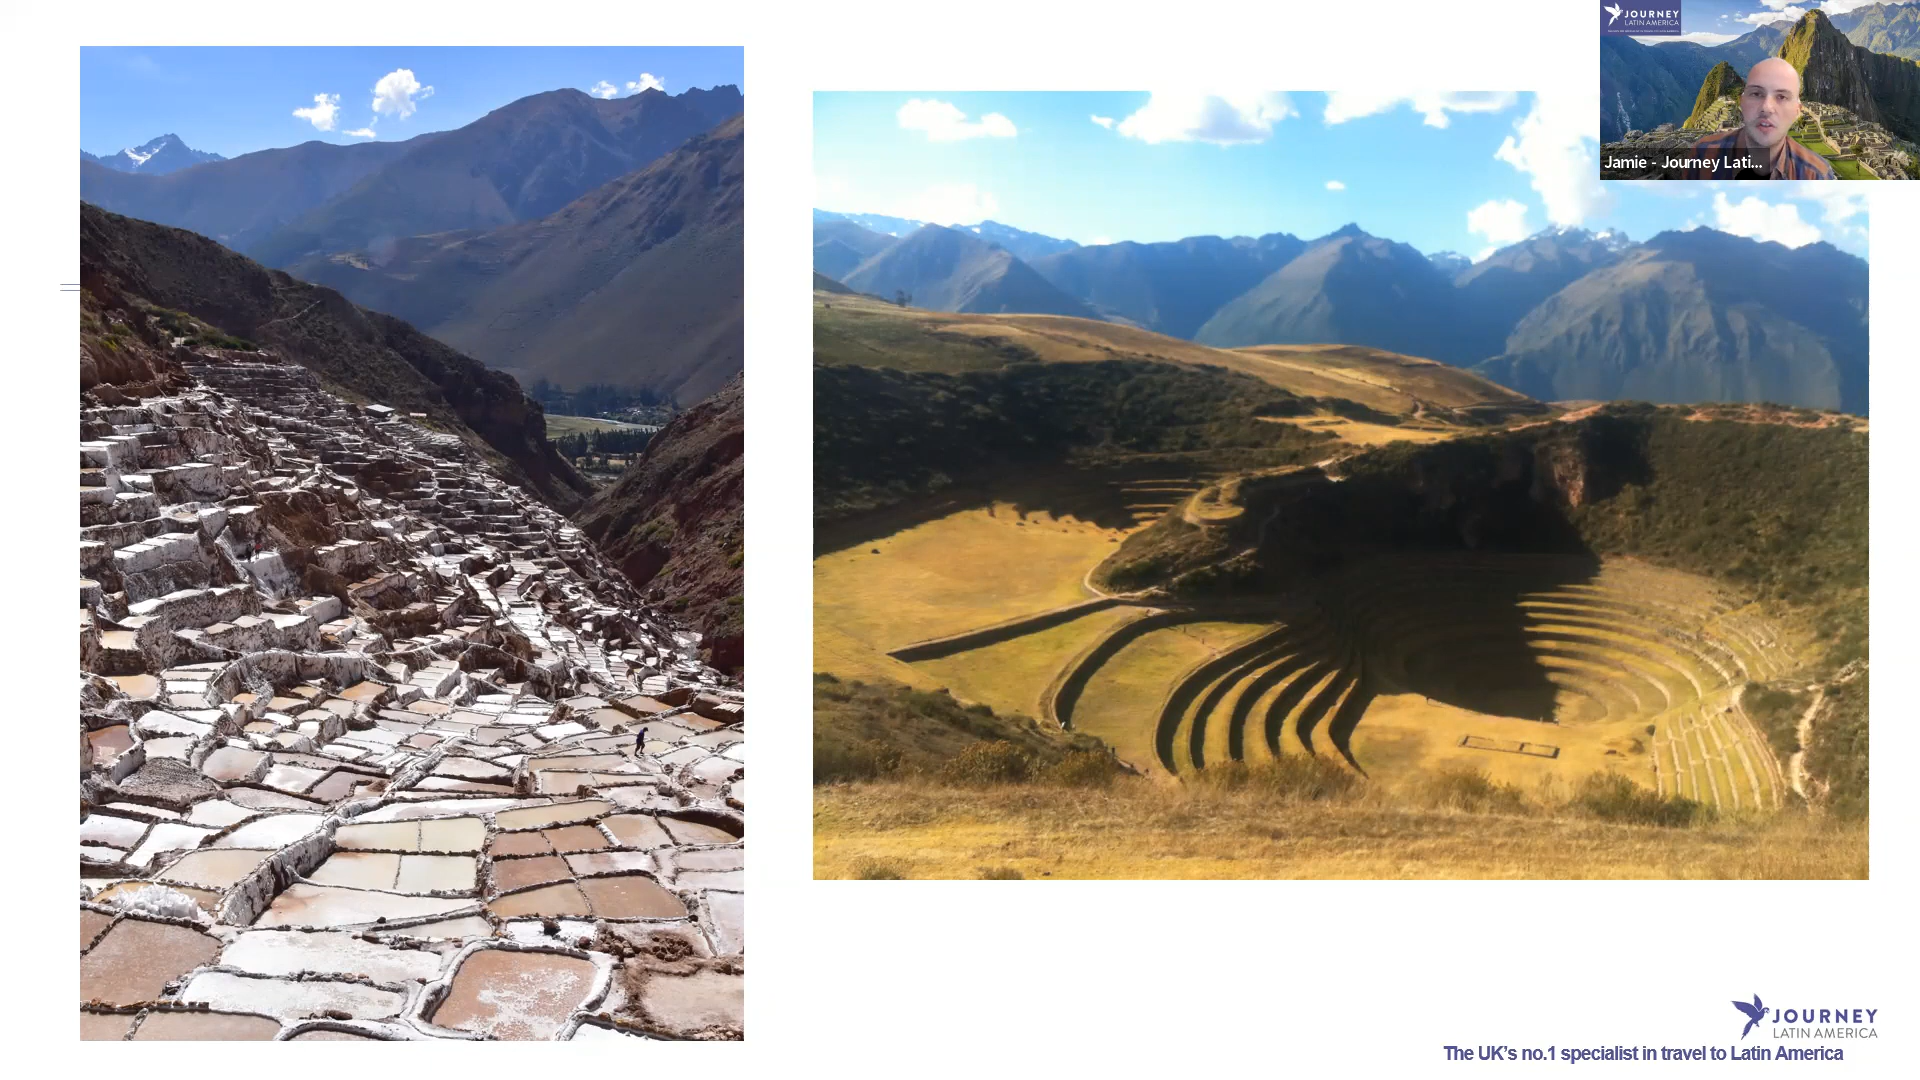 JOURNEY
LATIN AMERICA
Jamie - Journey Lati...
JOURNEY
LATIN AMERICA
The UK's no.1 specialist in travel to Latin America